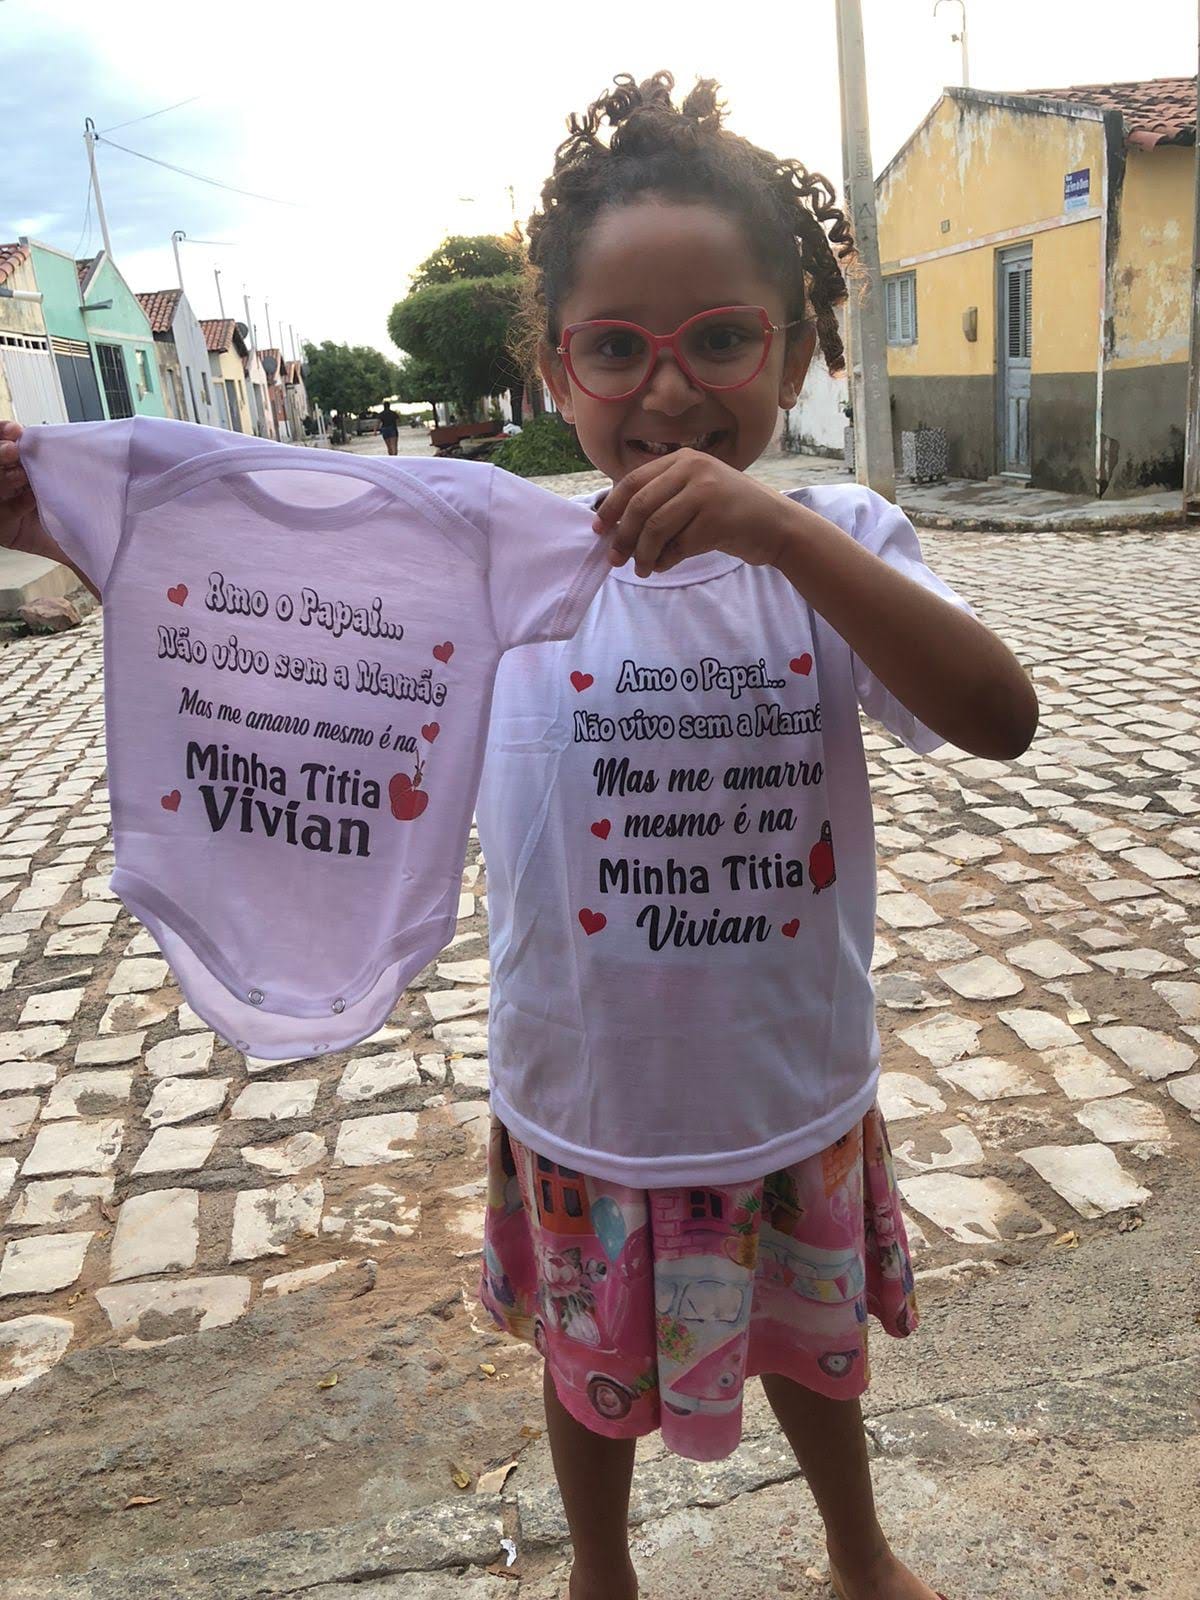 Amo o Papai...
Não vivo sem a Mamãe
Mas me amarro mesmo é na
Minha Titia
Vivian
Amo o Papai...
Não vivo sem a Mamã
Mas me amarro
mesmo é na
Minha Titia
Vivian